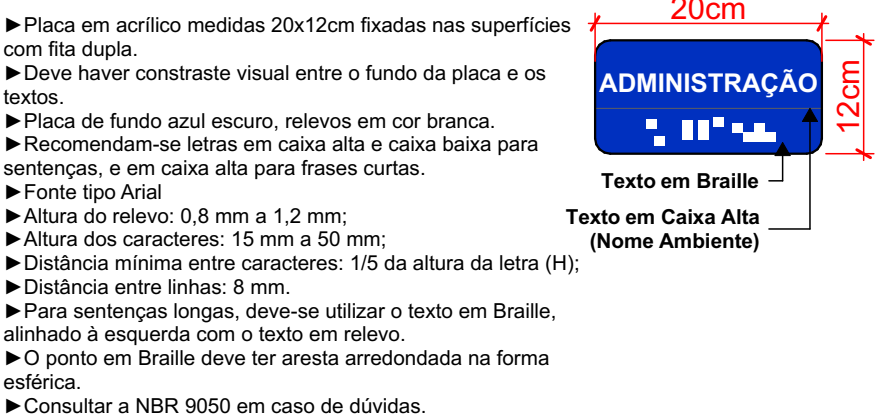 ►Placa em acrílico medidas 20x12cm fixadas nas superfícies
com fita dupla.
►Deve haver constraste visual entre o fundo da placa e os
textos.
►Placa de fundo azul escuro, relevos em cor branca.
►Recomendam-se letras em caixa alta e caixa baixa para
sentenças, e em caixa alta para frases curtas.
►Fonte tipo Arial
►Altura do relevo: 0,8 mm a 1,2 mm;
►Altura dos caracteres: 15 mm a 50 mm;
►Distância mínima entre caracteres: 1/5 da altura da letra (H);
►Distância entre linhas: 8 mm.
►Para sentenças longas, deve-se utilizar o texto em Braille,
alinhado à esquerda com o texto em relevo.
►O ponto em Braille deve ter aresta arredondada na forma
esférica.
►Consultar a NBR 9050 em caso de dúvidas.
20cm
ADMINISTRAÇÃO
12cm
Texto em Braille
Texto em Caixa Alta
(Nome Ambiente)